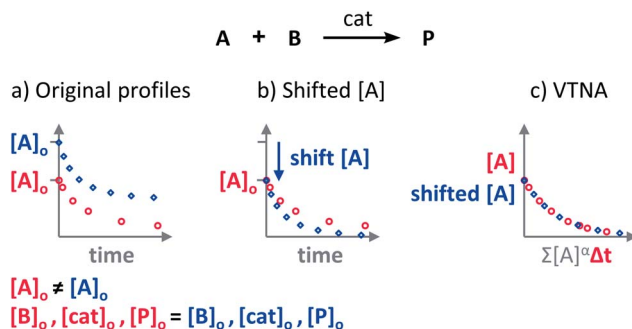 cat
A + B P
a) Original profiles b) Shifted [A] c) VTNA
[A]o
[A]o
time
shift [A]
[A]o
time
[A]
shifted [A]
Σ[A]αΔt
[A]o ≠ [A]o
[B]o, [cat]o, [P]o = [B]o, [cat]o, [P]o